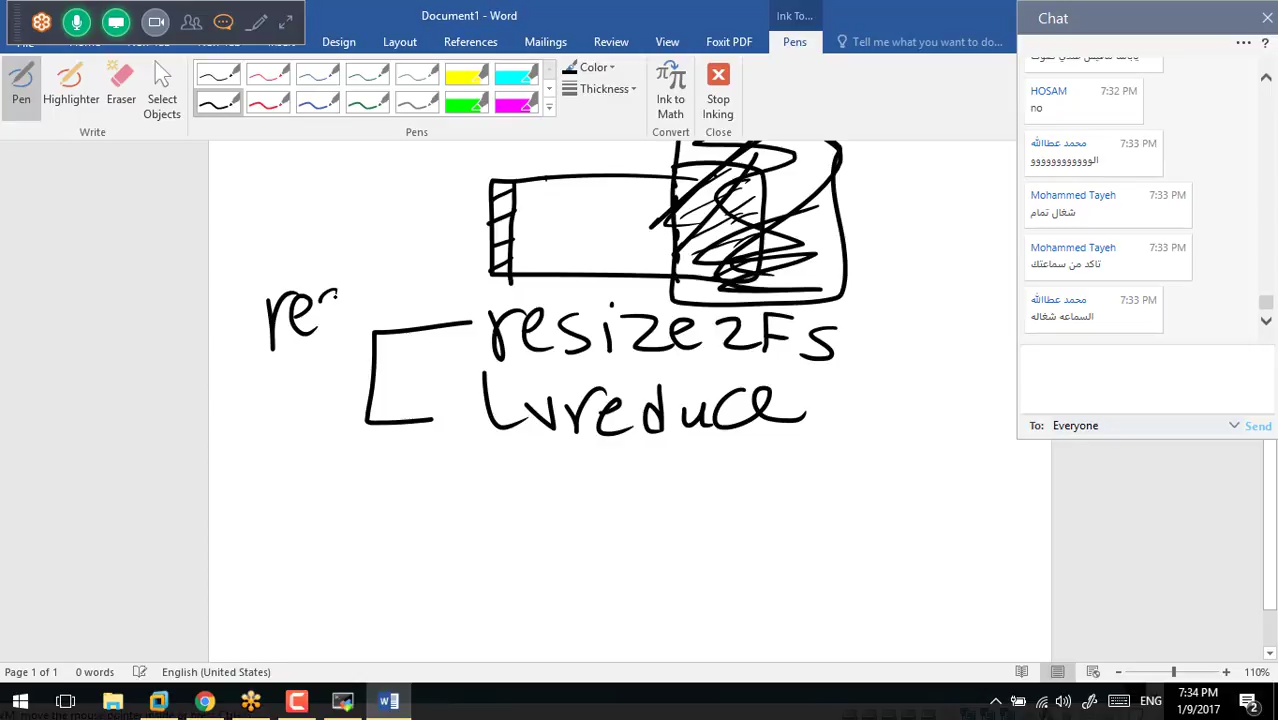 Document1 - Word
Ink To...
Design
Layout
References
Mailings
Review
View
Foxit PDF
Pens
Tell me what you want to do...
Pen
Highlighter
Eraser
Select
Objects
Write
Pens
Color
Thickness
Ink to
Math
Convert
Stop
Inking
Close
Chat
HOSAM 7:32 PM
no
محمد عطاالله 7:33 PM
الوووووووووووو
Mohammed Tayeh 7:33 PM
شغال تمام
Mohammed Tayeh 7:33 PM
تاكد من سماعتك
محمد عطاالله 7:33 PM
السماعه شغاله
To: Everyone
Send
re
resize2Fs
lvreduce
Page 1 of 1
0 words
English (United States)
110%
ENG
7:34 PM
1/9/2017
2